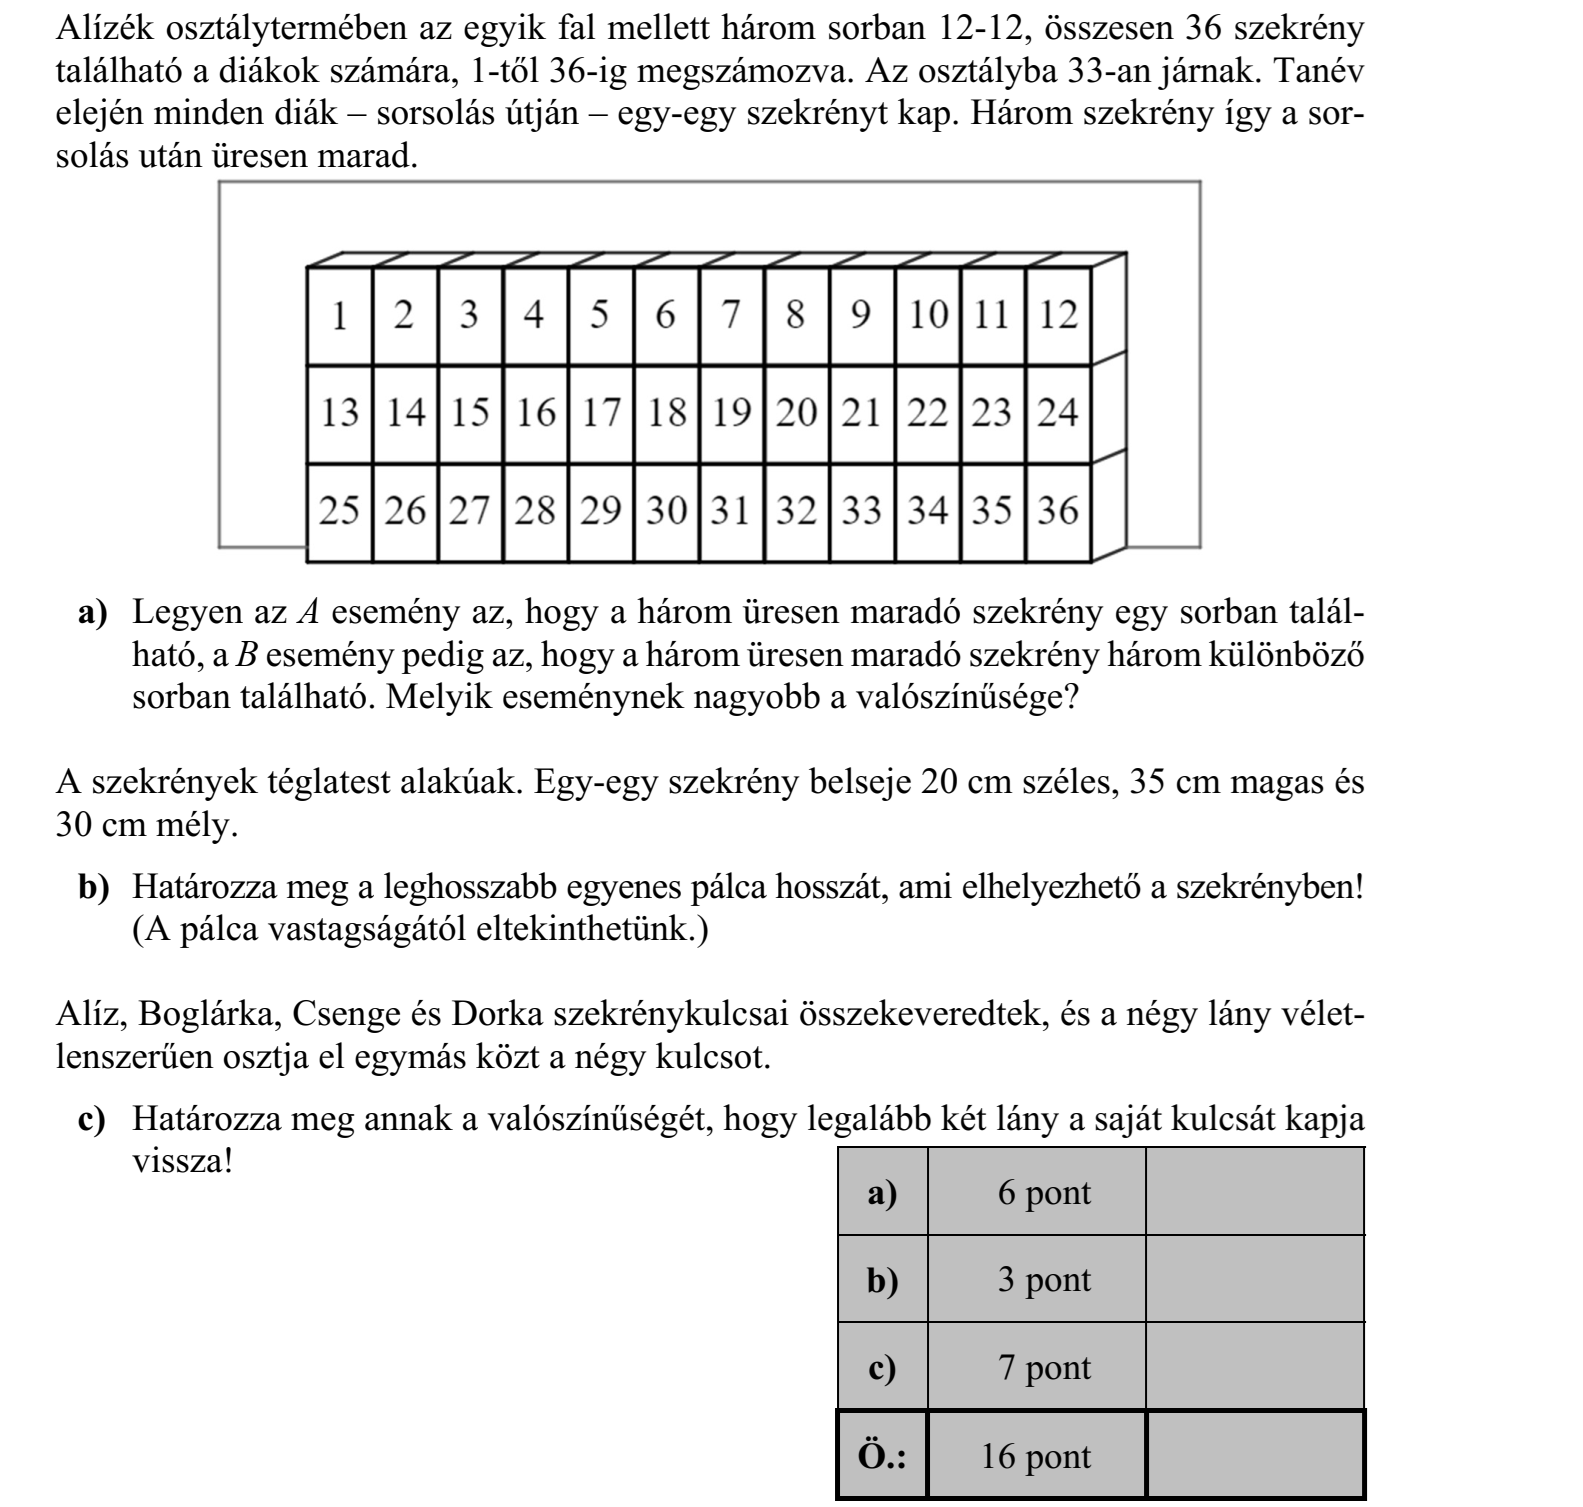 Alízék osztálytermében az egyik fal mellett három sorban 12-12, összesen 36 szekrény
található a diákok számára, 1-től 36-ig megszámozva. Az osztályba 33-an járnak. Tanév
elején minden diák – sorsolás útján – egy-egy szekrényt kap. Három szekrény így a sor-
solás után üresen marad.
1 2 3 4 5 6 7 8 9 10 11 12
13 14 15 16 17 18 19 20 21 22 23 24
25 26 27 28 29 30 31 32 33 34 35 36
a) Legyen az A esemény az, hogy a három üresen maradó szekrény egy sorban talál-
ható, a B esemény pedig az, hogy a három üresen maradó szekrény három különböző
sorban található. Melyik eseménynek nagyobb a valószínűsége?
A szekrények téglatest alakúak. Egy-egy szekrény belseje 20 cm széles, 35 cm magas és
30 cm mély.
b) Határozza meg a leghosszabb egyenes pálca hosszát, ami elhelyezhető a szekrényben!
(A pálca vastagságától eltekinthetünk.)
Alíz, Boglárka, Csenge és Dorka szekrénykulcsai összekeveredtek, és a négy lány vélet-
lenszerűen osztja el egymás közt a négy kulcsot.
c) Határozza meg annak a valószínűségét, hogy legalább két lány a saját kulcsát kapja
vissza!
a) 6 pont
b) 3 pont
c) 7 pont
Ö.: 16 pont